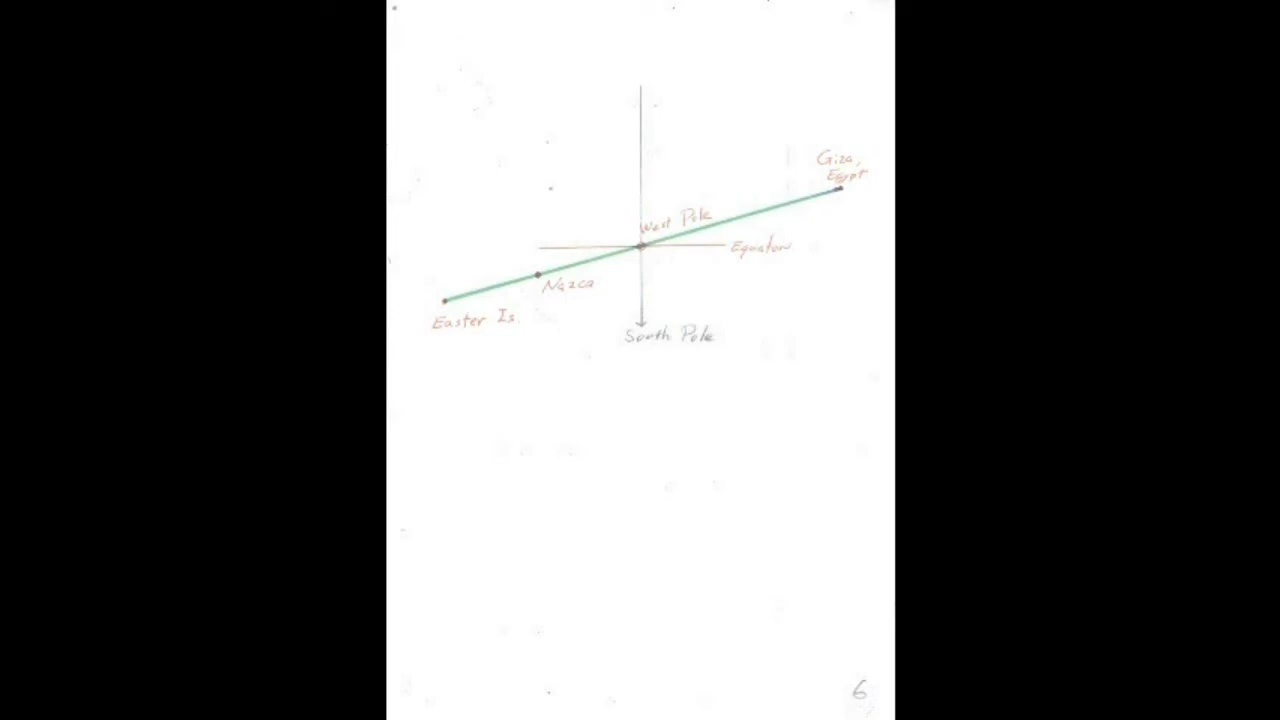 Giza,
Egypt
West Pole
Equator
Nazca
Easter Is.
South Pole
6